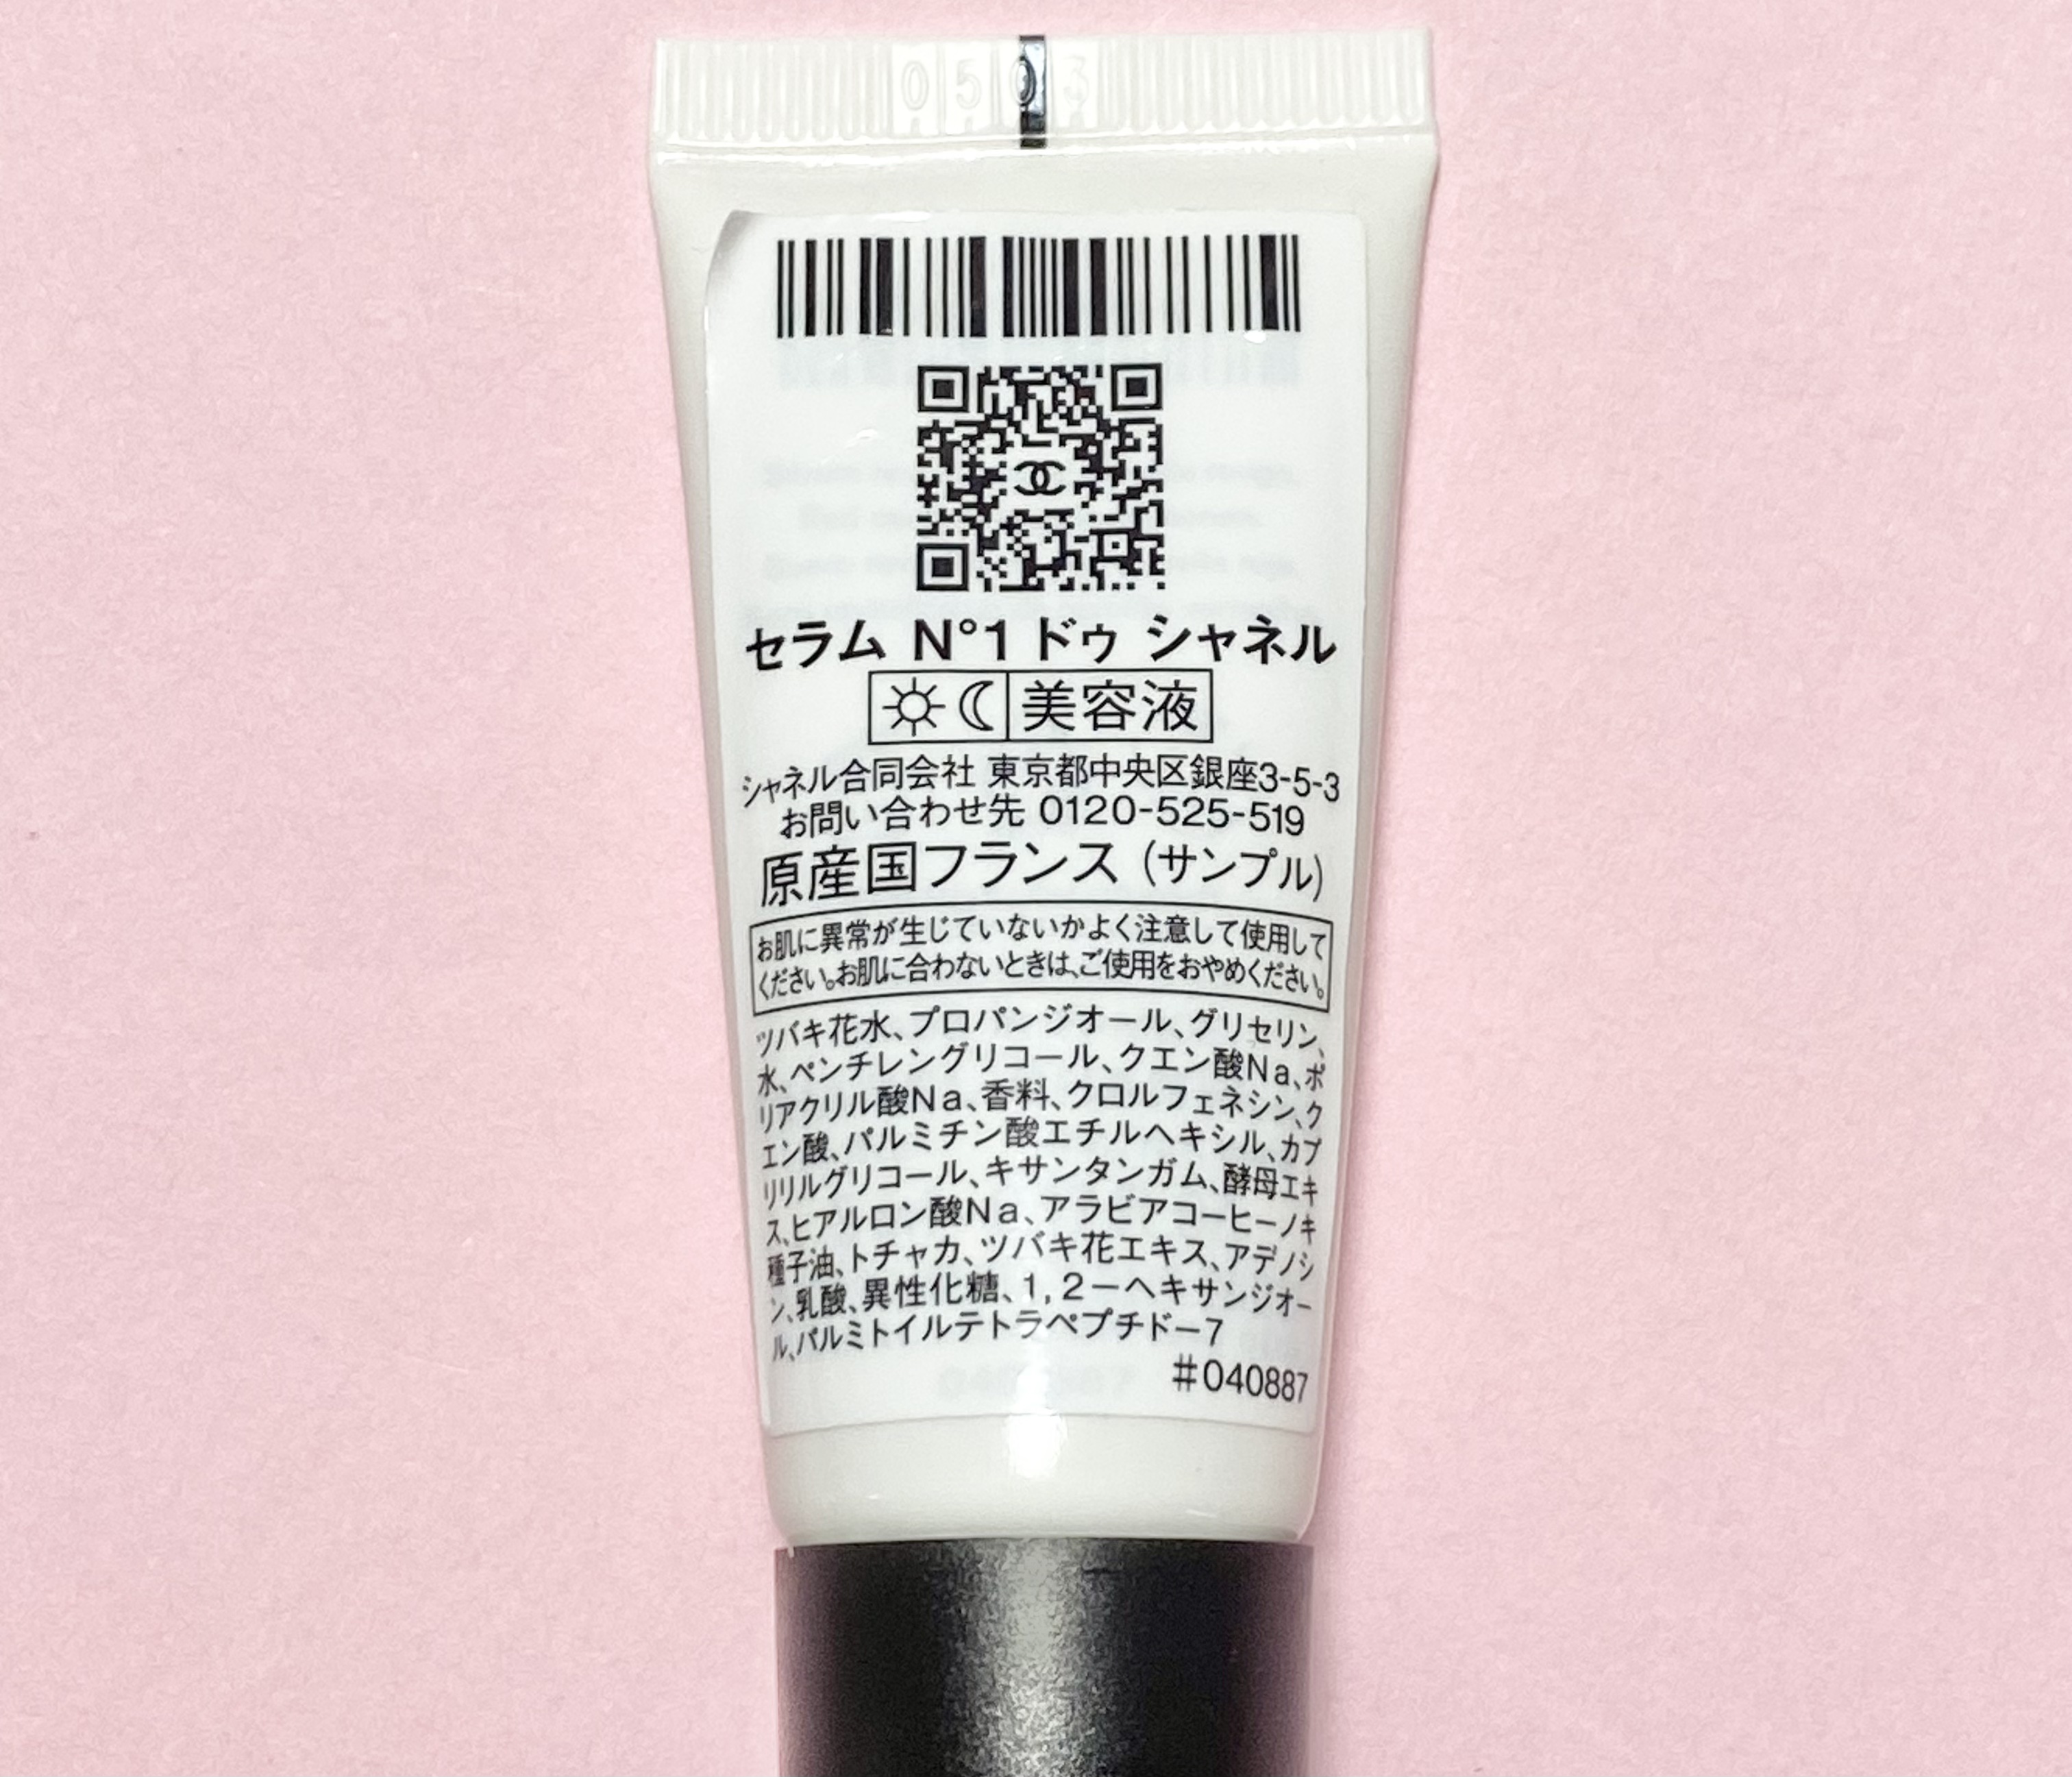 セラム N°1 ドゥ シャネル
美容液
シャネル合同会社 東京都中央区銀座3-5-3
お問い合わせ先 0120-525-519
原産国フランス (サンプル)
お肌に異常が生じていないかよく注意して使用して
ください。お肌に合わないときは、ご使用をおやめください。
ツバキ花水、プロパンジオール、グリセリン、
水、ペンチレングリコール、クエン酸Na、ポ
リアクリル酸Na、香料、クロルフェネシン、ク
エン酸、パルミチン酸エチルヘキシル、カプ
リリルグリコール、キサンタンガム、酵母エキ
ス、ヒアルロン酸Na、アラビアコーヒーノキ
種子油、トチャカ、ツバキ花エキス、アデノシ
ン、乳酸、異性化糖、1,2-ヘキサンジオー
ル、パルミトイルテトラペプチド-7
#040887